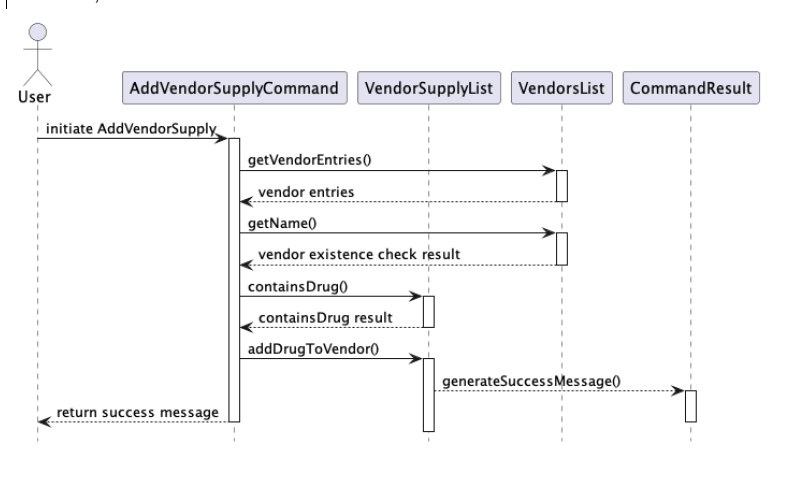 User
AddVendorSupplyCommand
VendorSupplyList
VendorsList
CommandResult
initiate AddVendorSupply
getVendorEntries()
vendor entries
getName()
vendor existence check result
containsDrug()
containsDrug result
addDrugToVendor()
generateSuccessMessage()
return success message